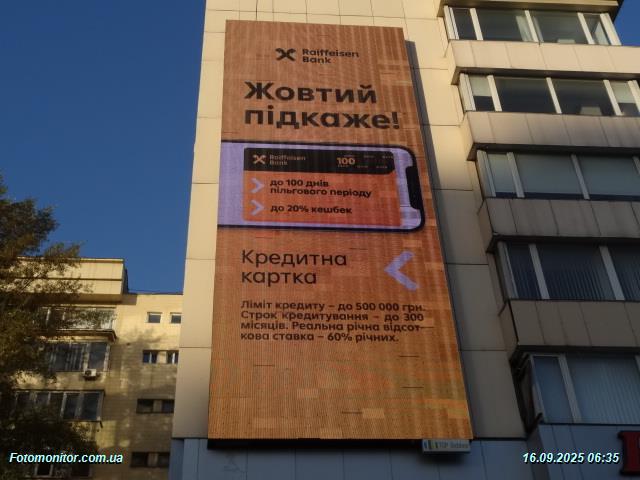 Raiffeisen
Bank
Жовтий
підкаже!
Raiffeisen
Bank
100
до 100 днів
пільгового періоду
до 20% кешбек
Кредитна
картка
Ліміт кредиту – до 500 000 грн.
Строк кредитування – до 300
місяців. Реальна річна відсот-
кова ставка – 60% річних.
Fotomonitor.com.ua
16.09.2025 06:35